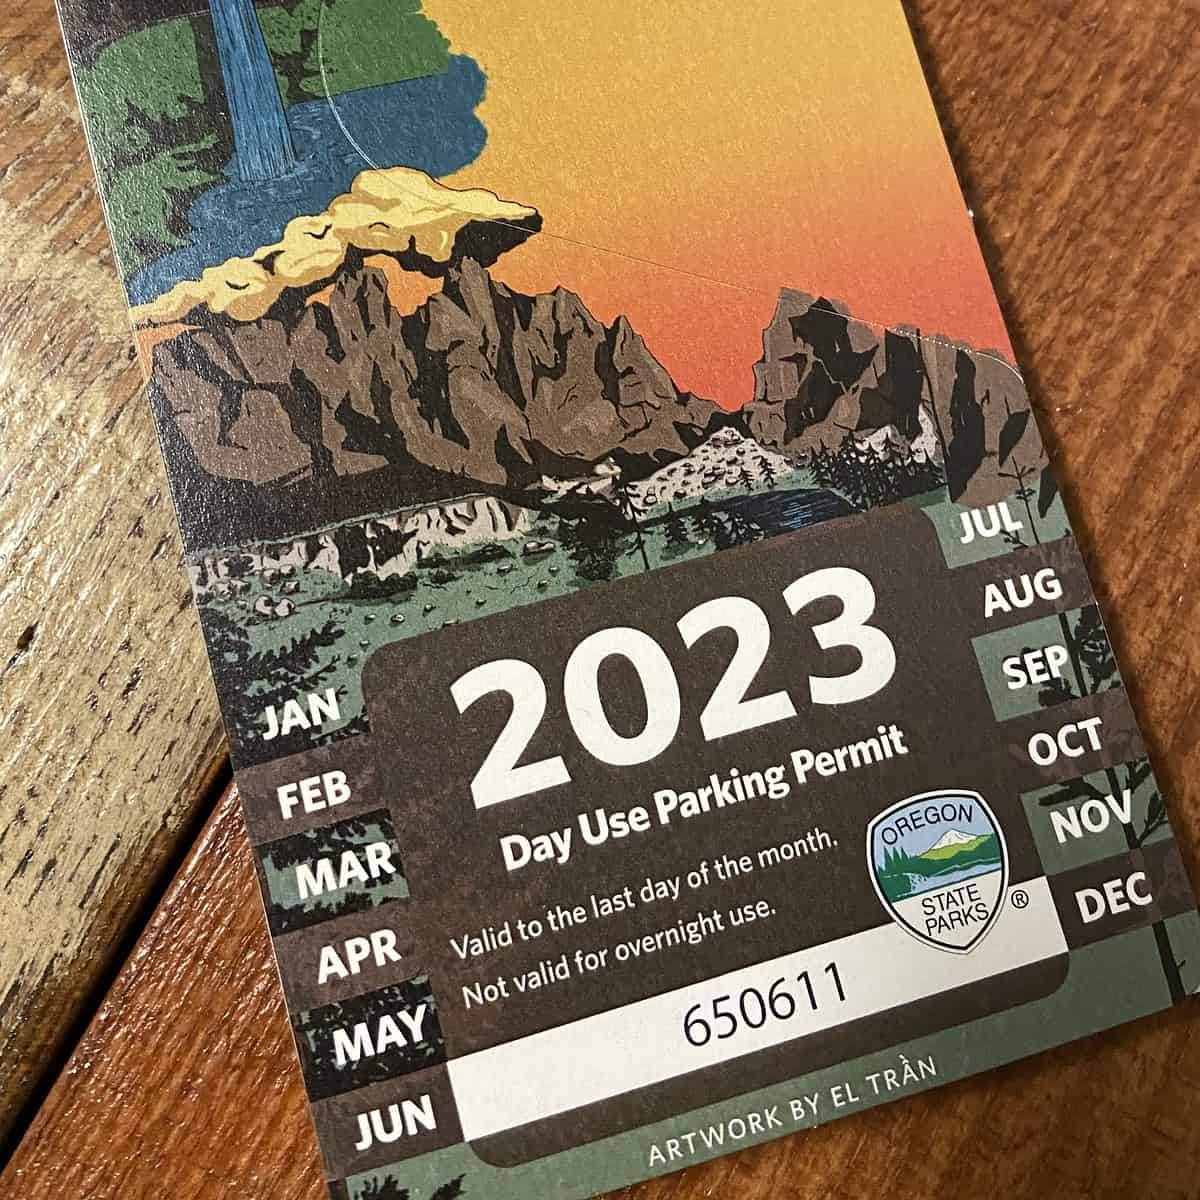 JAN
FEB
MAR
APR
MAY
JUN
2023
Day Use Parking Permit
Valid to the last day of the month.
Not valid for overnight use.
OREGON
STATE
PARKS
®
650611
JUL
AUG
SEP
OCT
NOV
DEC
ARTWORK BY EL TRẦN